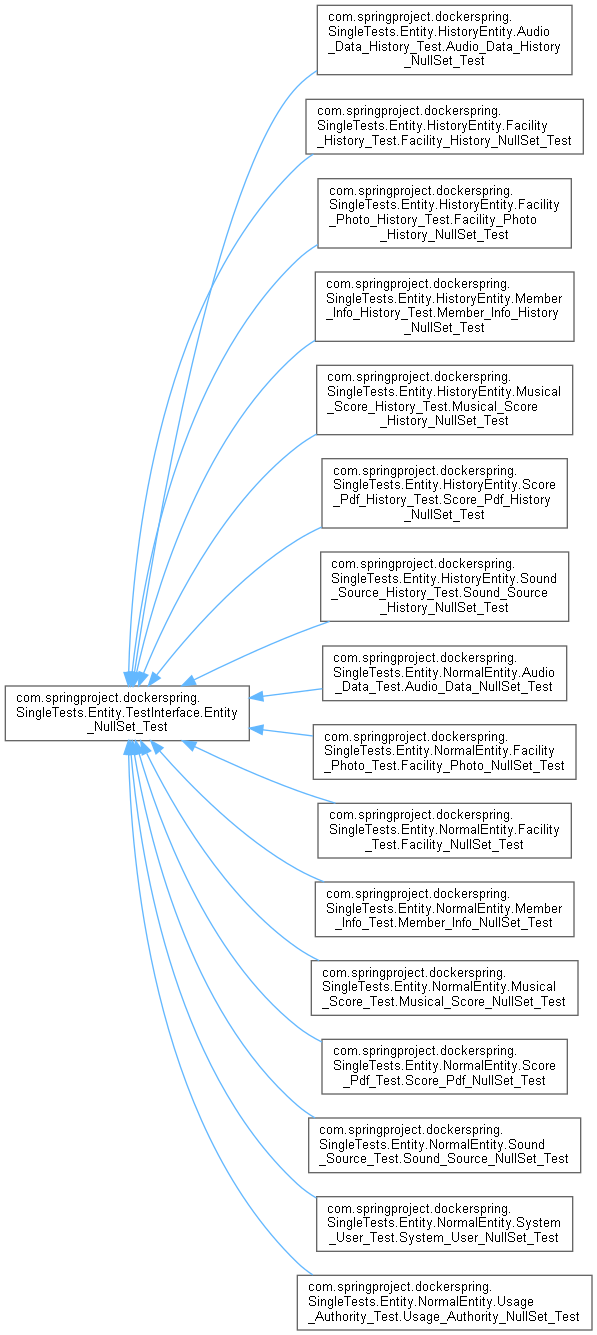 com.springproject.dockerspring.
SingleTests.Entity.HistoryEntity.Audio
_Data_History_Test.Audio_Data_History
_NullSet_Test
com.springproject.dockerspring.
SingleTests.Entity.HistoryEntity.Facility
_History_Test.Facility_History_NullSet_Test
com.springproject.dockerspring.
SingleTests.Entity.HistoryEntity.Facility
_Photo_History_Test.Facility_Photo
_History_NullSet_Test
com.springproject.dockerspring.
SingleTests.Entity.HistoryEntity.Member
_Info_History_Test.Member_Info_History
_NullSet_Test
com.springproject.dockerspring.
SingleTests.Entity.HistoryEntity.Musical
_Score_History_Test.Musical_Score
_History_NullSet_Test
com.springproject.dockerspring.
SingleTests.Entity.HistoryEntity.Score
_Pdf_History_Test.Score_Pdf_History
_NullSet_Test
com.springproject.dockerspring.
SingleTests.Entity.HistoryEntity.Sound
_Source_History_Test.Sound_Source
_History_NullSet_Test
com.springproject.dockerspring.
SingleTests.Entity.TestInterface.Entity
_NullSet_Test
com.springproject.dockerspring.
SingleTests.Entity.NormalEntity.Audio
_Data_Test.Audio_Data_NullSet_Test
com.springproject.dockerspring.
SingleTests.Entity.NormalEntity.Facility
_Photo_Test.Facility_Photo_NullSet_Test
com.springproject.dockerspring.
SingleTests.Entity.NormalEntity.Facility
_Test.Facility_NullSet_Test
com.springproject.dockerspring.
SingleTests.Entity.NormalEntity.Member
_Info_Test.Member_Info_NullSet_Test
com.springproject.dockerspring.
SingleTests.Entity.NormalEntity.Musical
_Score_Test.Musical_Score_NullSet_Test
com.springproject.dockerspring.
SingleTests.Entity.NormalEntity.Score
_Pdf_Test.Score_Pdf_NullSet_Test
com.springproject.dockerspring.
SingleTests.Entity.NormalEntity.Sound
_Source_Test.Sound_Source_NullSet_Test
com.springproject.dockerspring.
SingleTests.Entity.NormalEntity.System
_User_Test.System_User_NullSet_Test
com.springproject.dockerspring.
SingleTests.Entity.NormalEntity.Usage
_Authority_Test.Usage_Authority_NullSet_Test